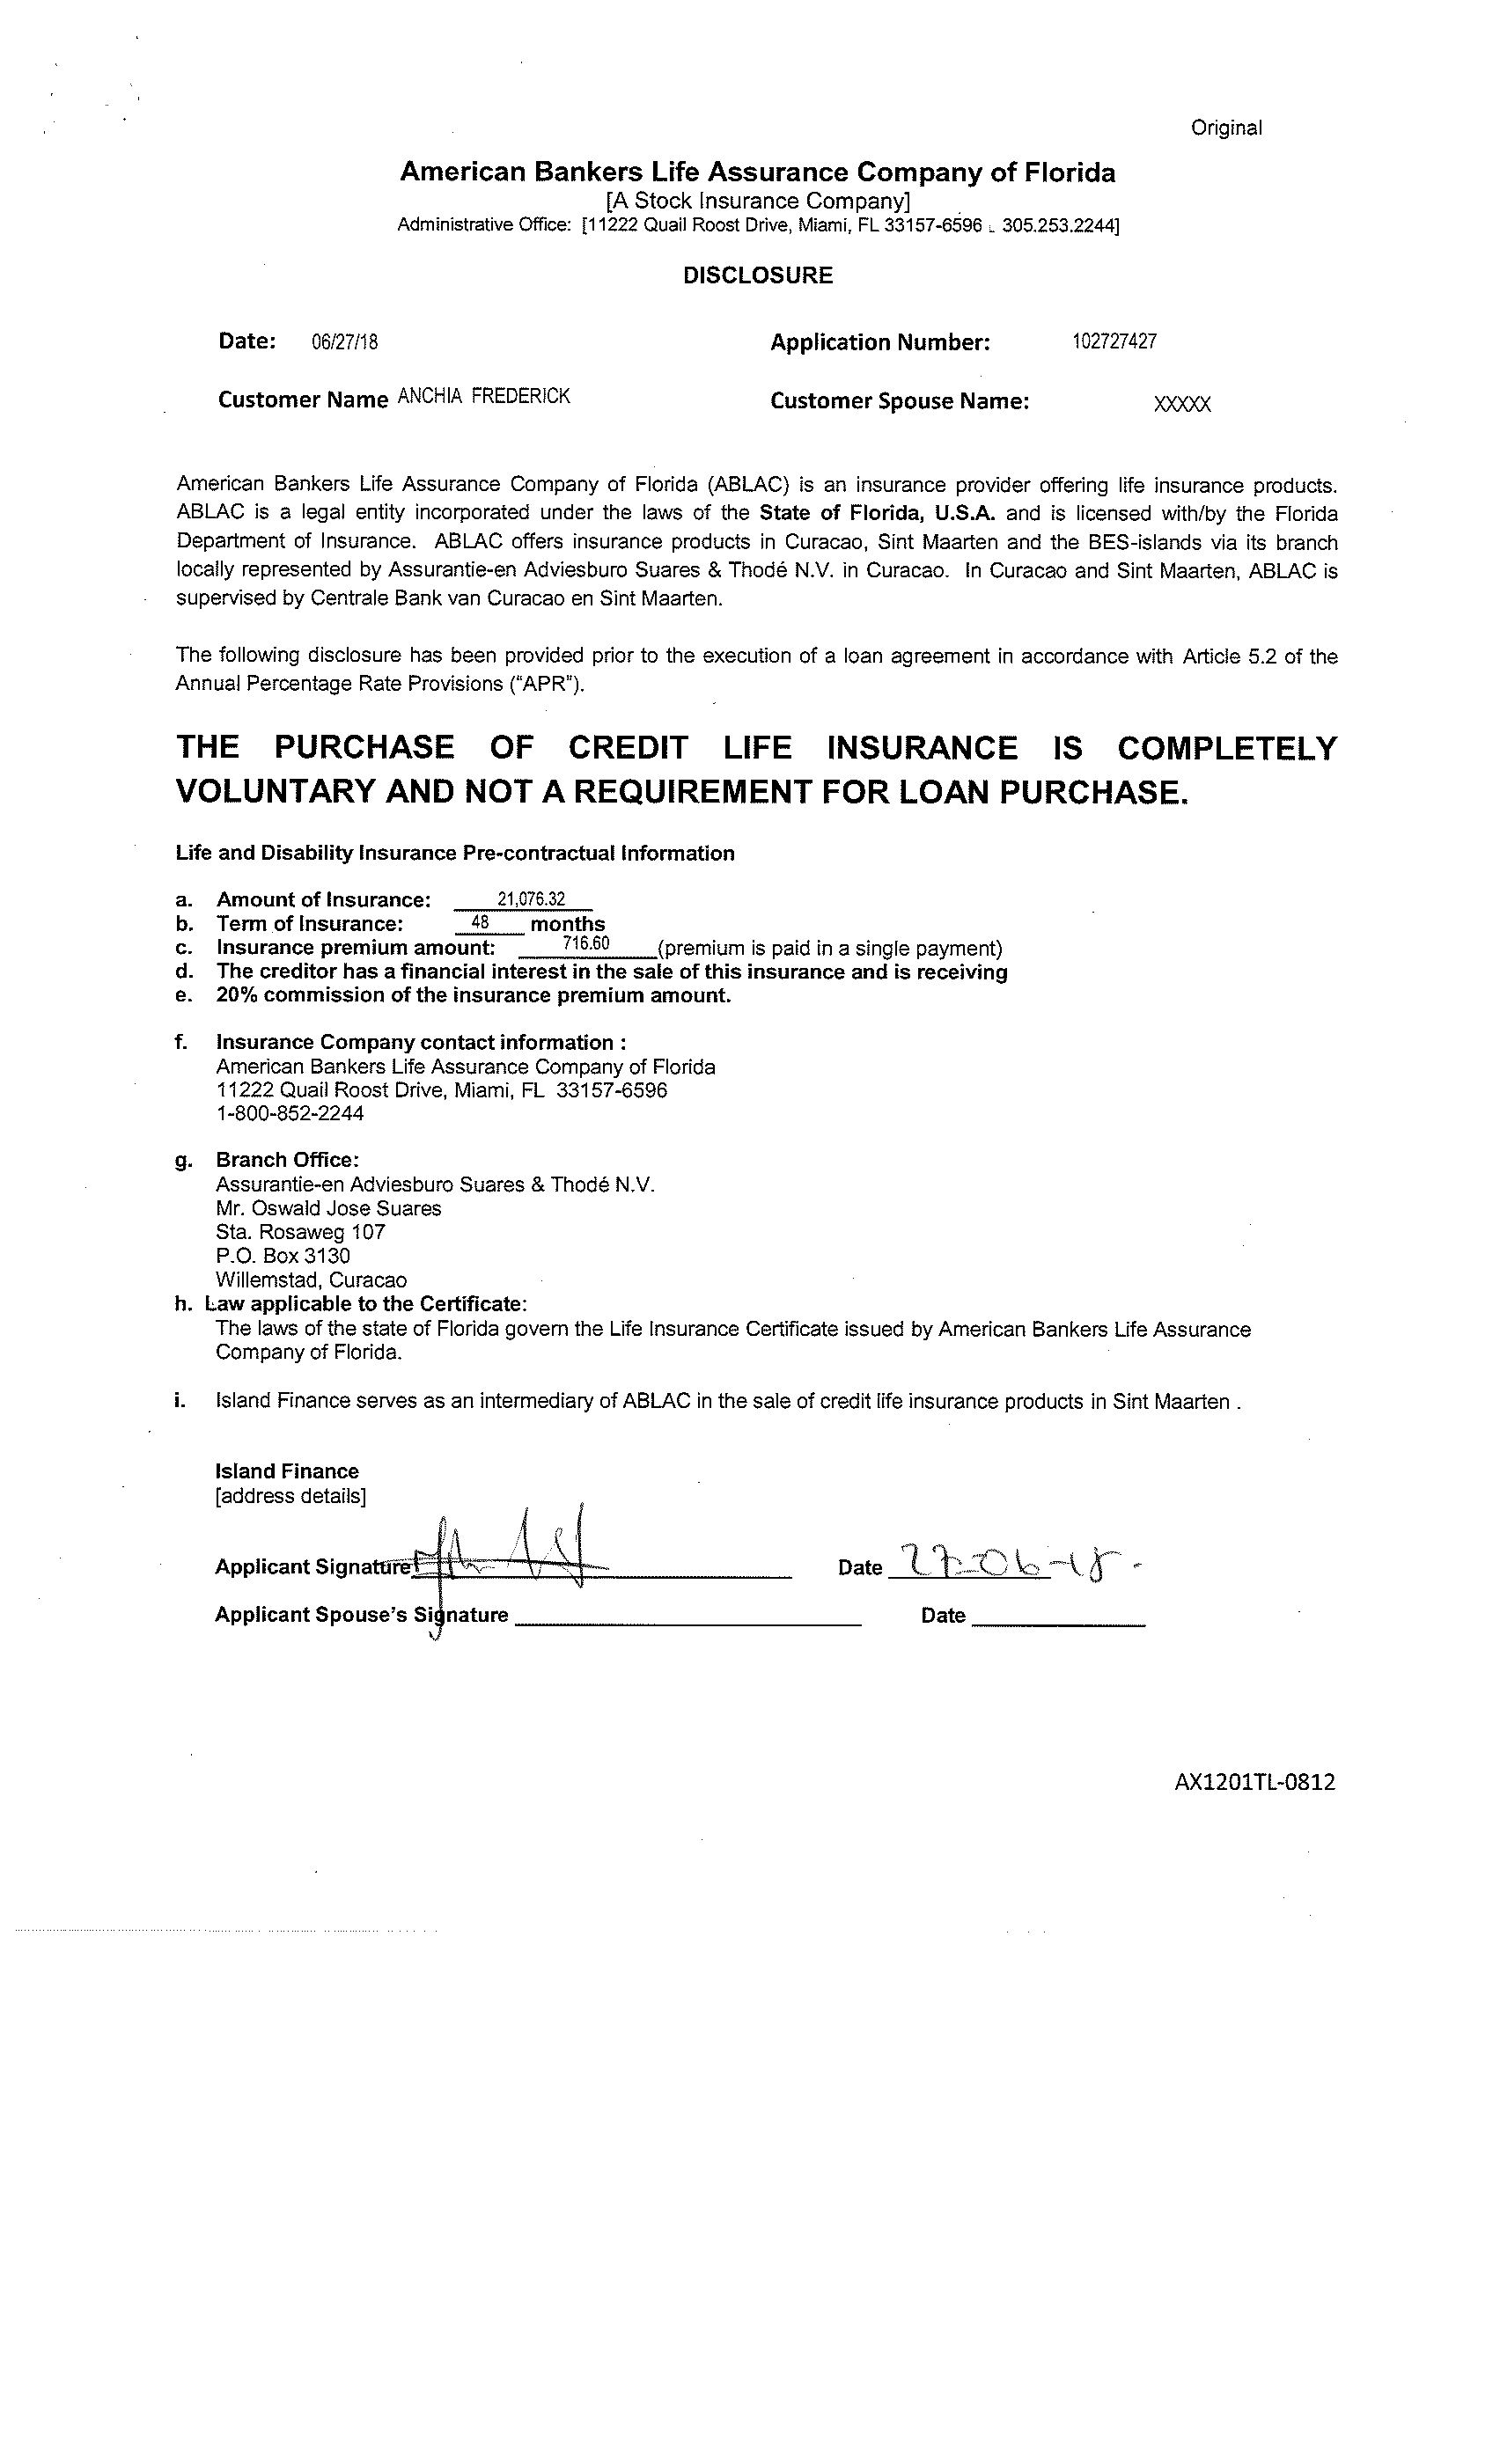 Original
American Bankers Life Assurance Company of Florida
[A Stock Insurance Company]
Administrative Office: [11222 Quail Roost Drive, Miami, FL 33157-6596 305.253.2244]
DISCLOSURE
Date: 06/27/18 Application Number: 102727427
Customer Name ANCHIA FREDERICK Customer Spouse Name: XXXXX
American Bankers Life Assurance Company of Florida (ABLAC) is an insurance provider offering life insurance products.
ABLAC is a legal entity incorporated under the laws of the State of Florida, U.S.A. and is licensed with/by the Florida
Department of Insurance. ABLAC offers insurance products in Curacao, Sint Maarten and the BES-islands via its branch
locally represented by Assurantie-en Adviesburo Suares & Thodé N.V. in Curacao. In Curacao and Sint Maarten, ABLAC is
supervised by Centrale Bank van Curacao en Sint Maarten.
The following disclosure has been provided prior to the execution of a loan agreement in accordance with Article 5.2 of the
Annual Percentage Rate Provisions ("APR").
THE PURCHASE OF CREDIT LIFE INSURANCE IS COMPLETELY
VOLUNTARY AND NOT A REQUIREMENT FOR LOAN PURCHASE.
Life and Disability Insurance Pre-contractual Information
a. Amount of Insurance: 21,076.32
b. Term of Insurance: 48 months
c. Insurance premium amount: 716.60 (premium is paid in a single payment)
d. The creditor has a financial interest in the sale of this insurance and is receiving
e. 20% commission of the insurance premium amount.
f. Insurance Company contact information :
American Bankers Life Assurance Company of Florida
11222 Quail Roost Drive, Miami, FL 33157-6596
1-800-852-2244
g. Branch Office:
Assurantie-en Adviesburo Suares & Thodé N.V.
Mr. Oswald Jose Suares
Sta. Rosaweg 107
P.O. Box 3130
Willemstad, Curacao
h. Law applicable to the Certificate:
The laws of the state of Florida govern the Life Insurance Certificate issued by American Bankers Life Assurance
Company of Florida.
i. Island Finance serves as an intermediary of ABLAC in the sale of credit life insurance products in Sint Maarten .
Island Finance
[address details]
Applicant Signature Date 27-06-18-
Applicant Spouse's Signature Date
AX1201TL-0812